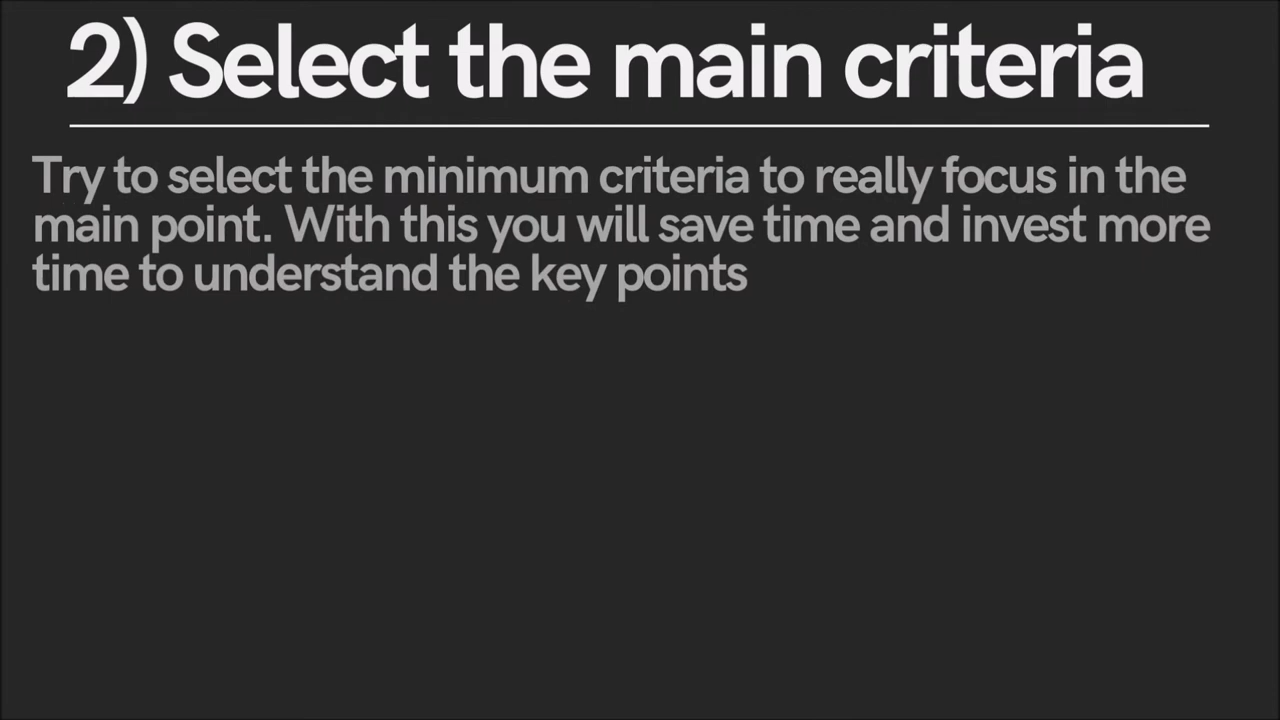 2) Select the main criteria
Try to select the minimum criteria to really focus in the
main point. With this you will save time and invest more
time to understand the key points